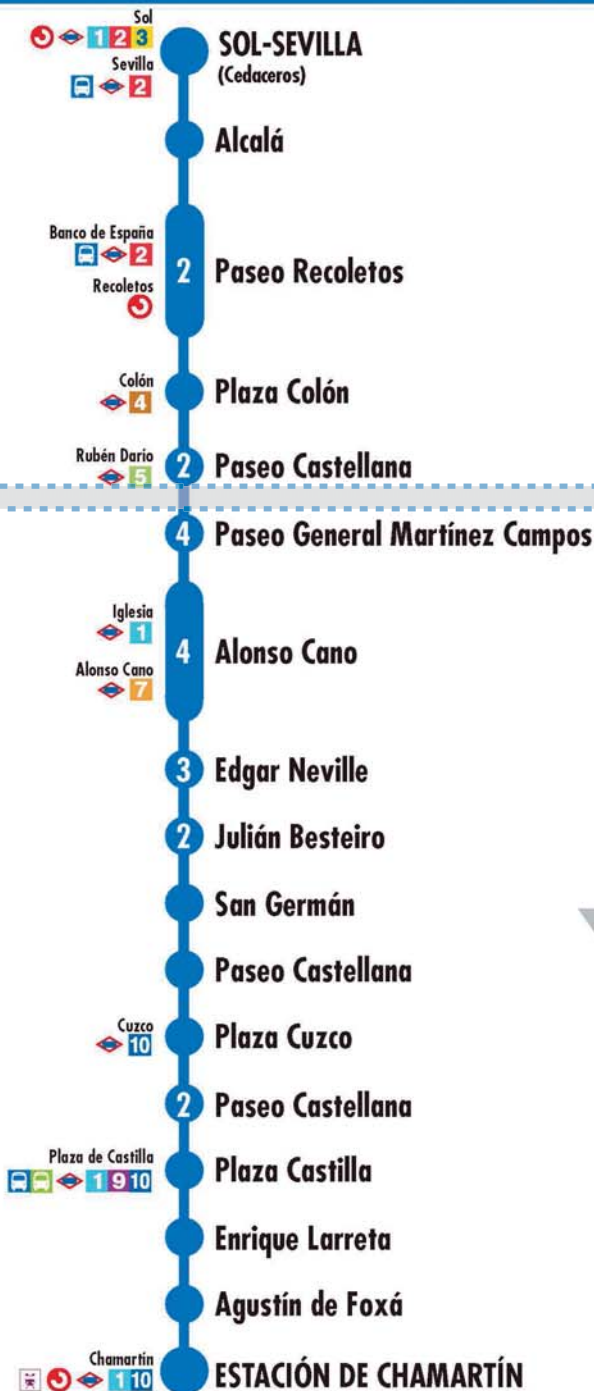 Sol
1 2 3
SOL-SEVILLA
Sevilla
(Cedaceros)
2
Alcalá
Banco de España
2
Recoletos
2 Paseo Recoletos
Colón
4
Plaza Colón
Rubén Darío
5
2 Paseo Castellana
4 Paseo General Martínez Campos
Iglesia
1
Alonso Cano
7
4 Alonso Cano
3 Edgar Neville
2 Julián Besteiro
San Germán
Paseo Castellana
Cuzco
10
Plaza Cuzco
2 Paseo Castellana
Plaza de Castilla
1 9 10
Plaza Castilla
Enrique Larreta
Agustín de Foxá
Chamartín
1 10
ESTACIÓN DE CHAMARTÍN